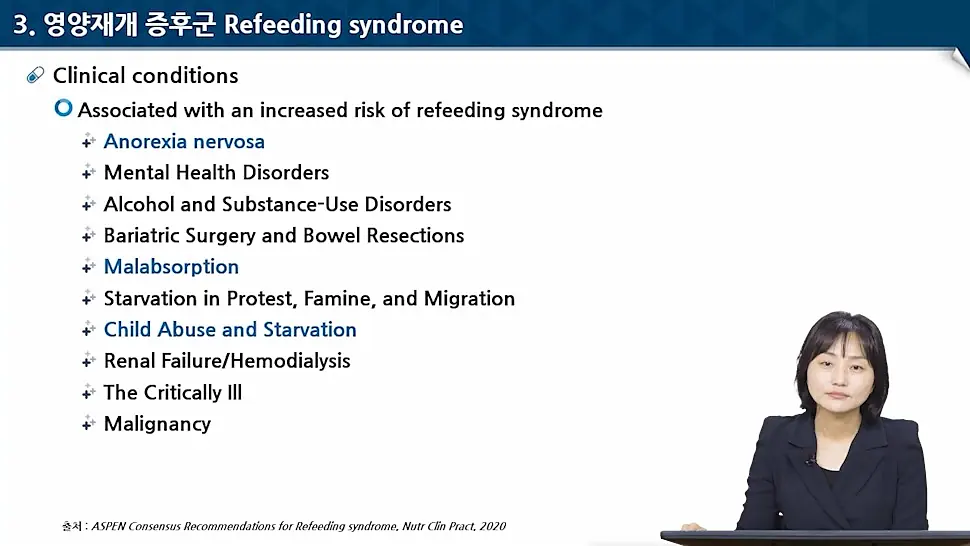 3. 영양재개 증후군 Refeeding syndrome
Clinical conditions
Associated with an increased risk of refeeding syndrome
Anorexia nervosa
Mental Health Disorders
Alcohol and Substance-Use Disorders
Bariatric Surgery and Bowel Resections
Malabsorption
Starvation in Protest, Famine, and Migration
Child Abuse and Starvation
Renal Failure/Hemodialysis
The Critically Ill
Malignancy
출처 : ASPEN Consensus Recommendations for Refeeding syndrome, Nutr Clin Pract, 2020